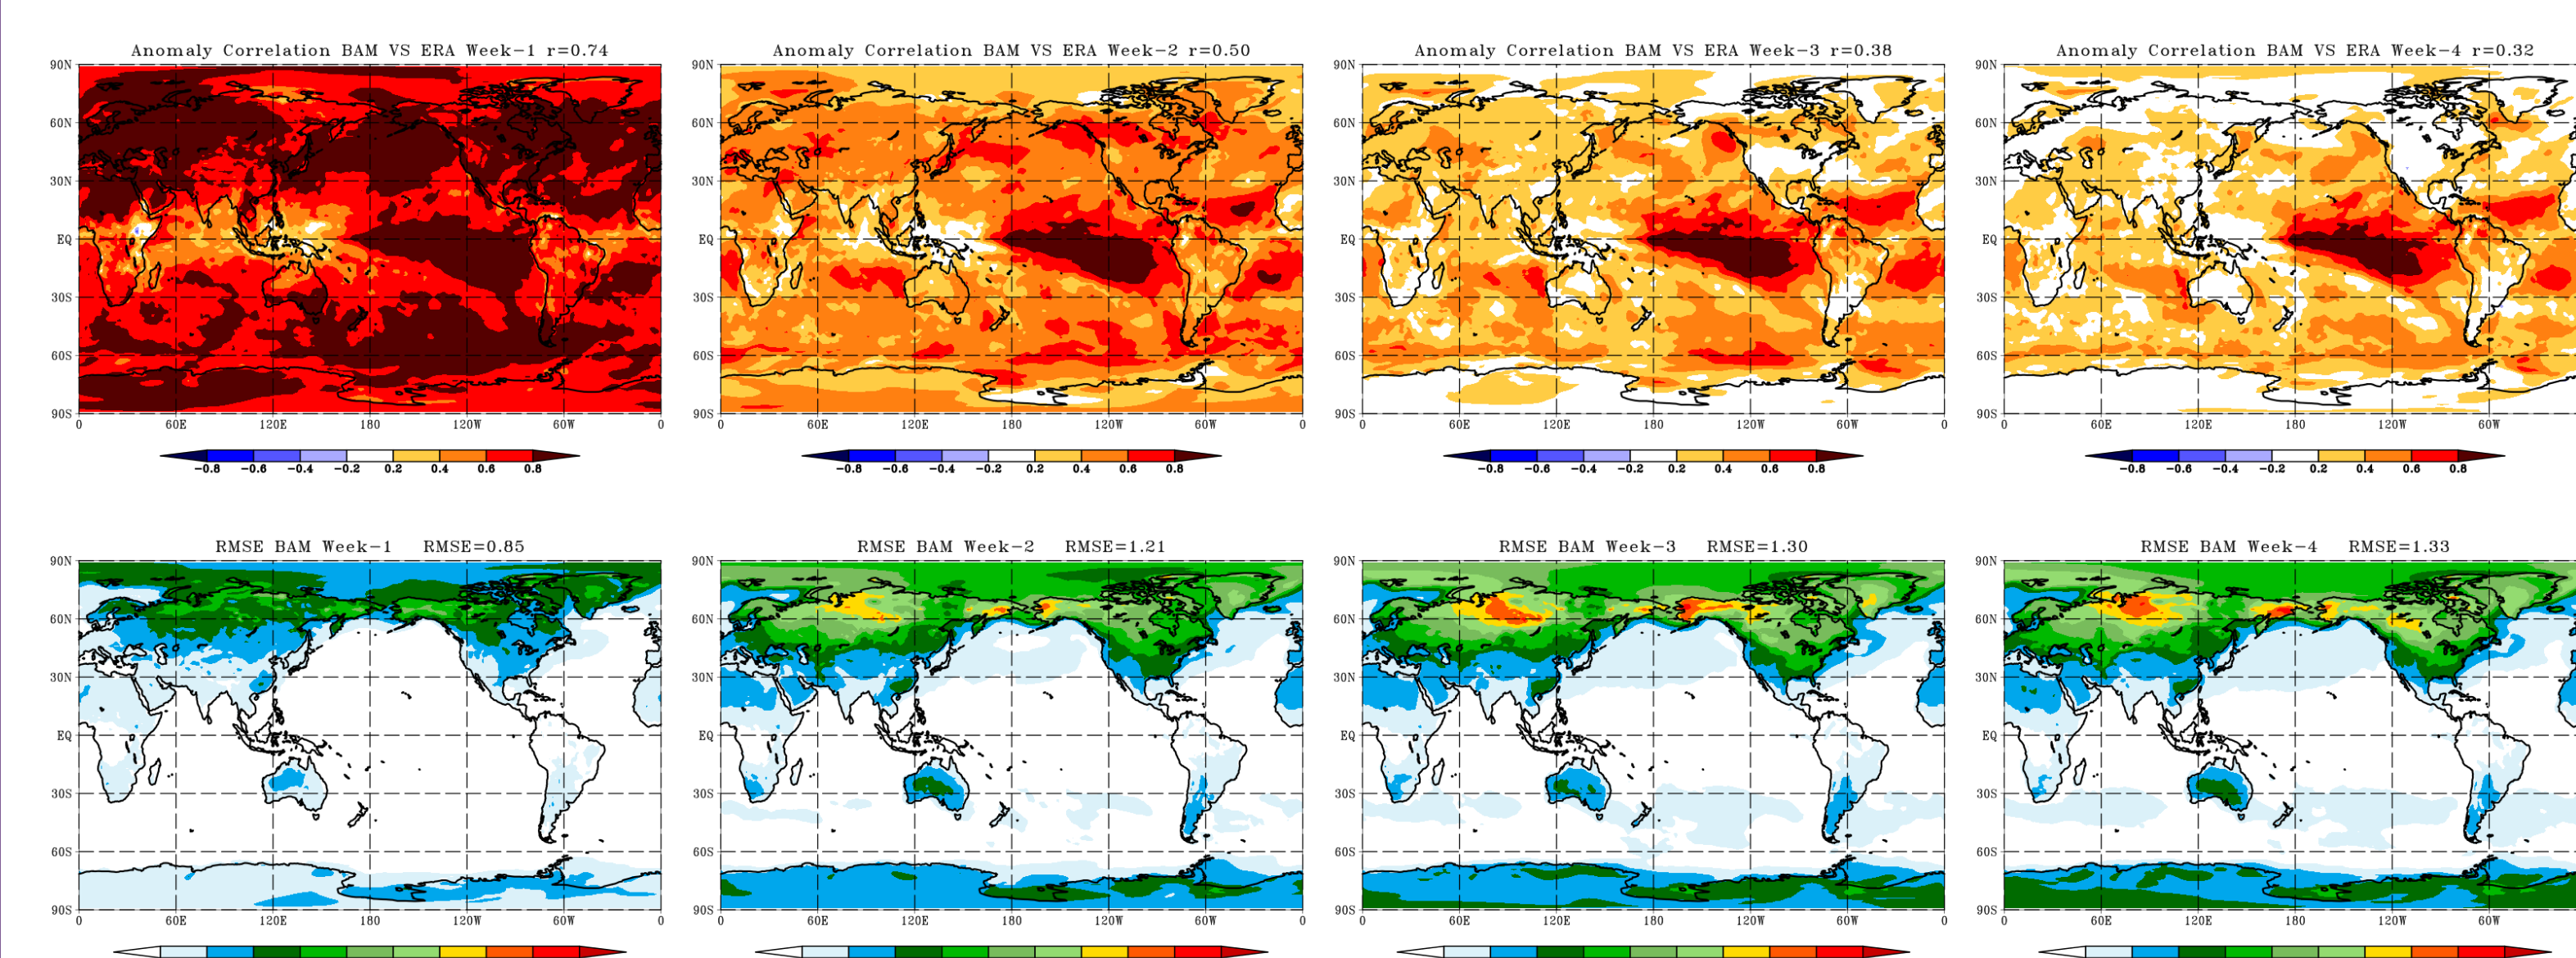 Anomaly Correlation BAM VS ERA Week-1 r=0.74
90N
60N
30N
EQ
30S
60S
90S
0 60E 120E 180 120W 60W 0
-0.8 -0.6 -0.4 -0.2 0.2 0.4 0.6 0.8
Anomaly Correlation BAM VS ERA Week-2 r=0.50
90N
60N
30N
EQ
30S
60S
90S
0 60E 120E 180 120W 60W 0
-0.8 -0.6 -0.4 -0.2 0.2 0.4 0.6 0.8
Anomaly Correlation BAM VS ERA Week-3 r=0.38
90N
60N
30N
EQ
30S
60S
90S
0 60E 120E 180 120W 60W 0
-0.8 -0.6 -0.4 -0.2 0.2 0.4 0.6 0.8
Anomaly Correlation BAM VS ERA Week-4 r=0.32
90N
60N
30N
EQ
30S
60S
90S
0 60E 120E 180 120W 60W
-0.8 -0.6 -0.4 -0.2 0.2 0.4 0.6 0.8
RMSE BAM Week-1 RMSE=0.85
90N
60N
30N
EQ
30S
60S
90S
0 60E 120E 180 120W 60W 0
RMSE BAM Week-2 RMSE=1.21
90N
60N
30N
EQ
30S
60S
90S
0 60E 120E 180 120W 60W 0
RMSE BAM Week-3 RMSE=1.30
90N
60N
30N
EQ
30S
60S
90S
0 60E 120E 180 120W 60W 0
RMSE BAM Week-4 RMSE=1.33
90N
60N
30N
EQ
30S
60S
90S
0 60E 120E 180 120W 60W